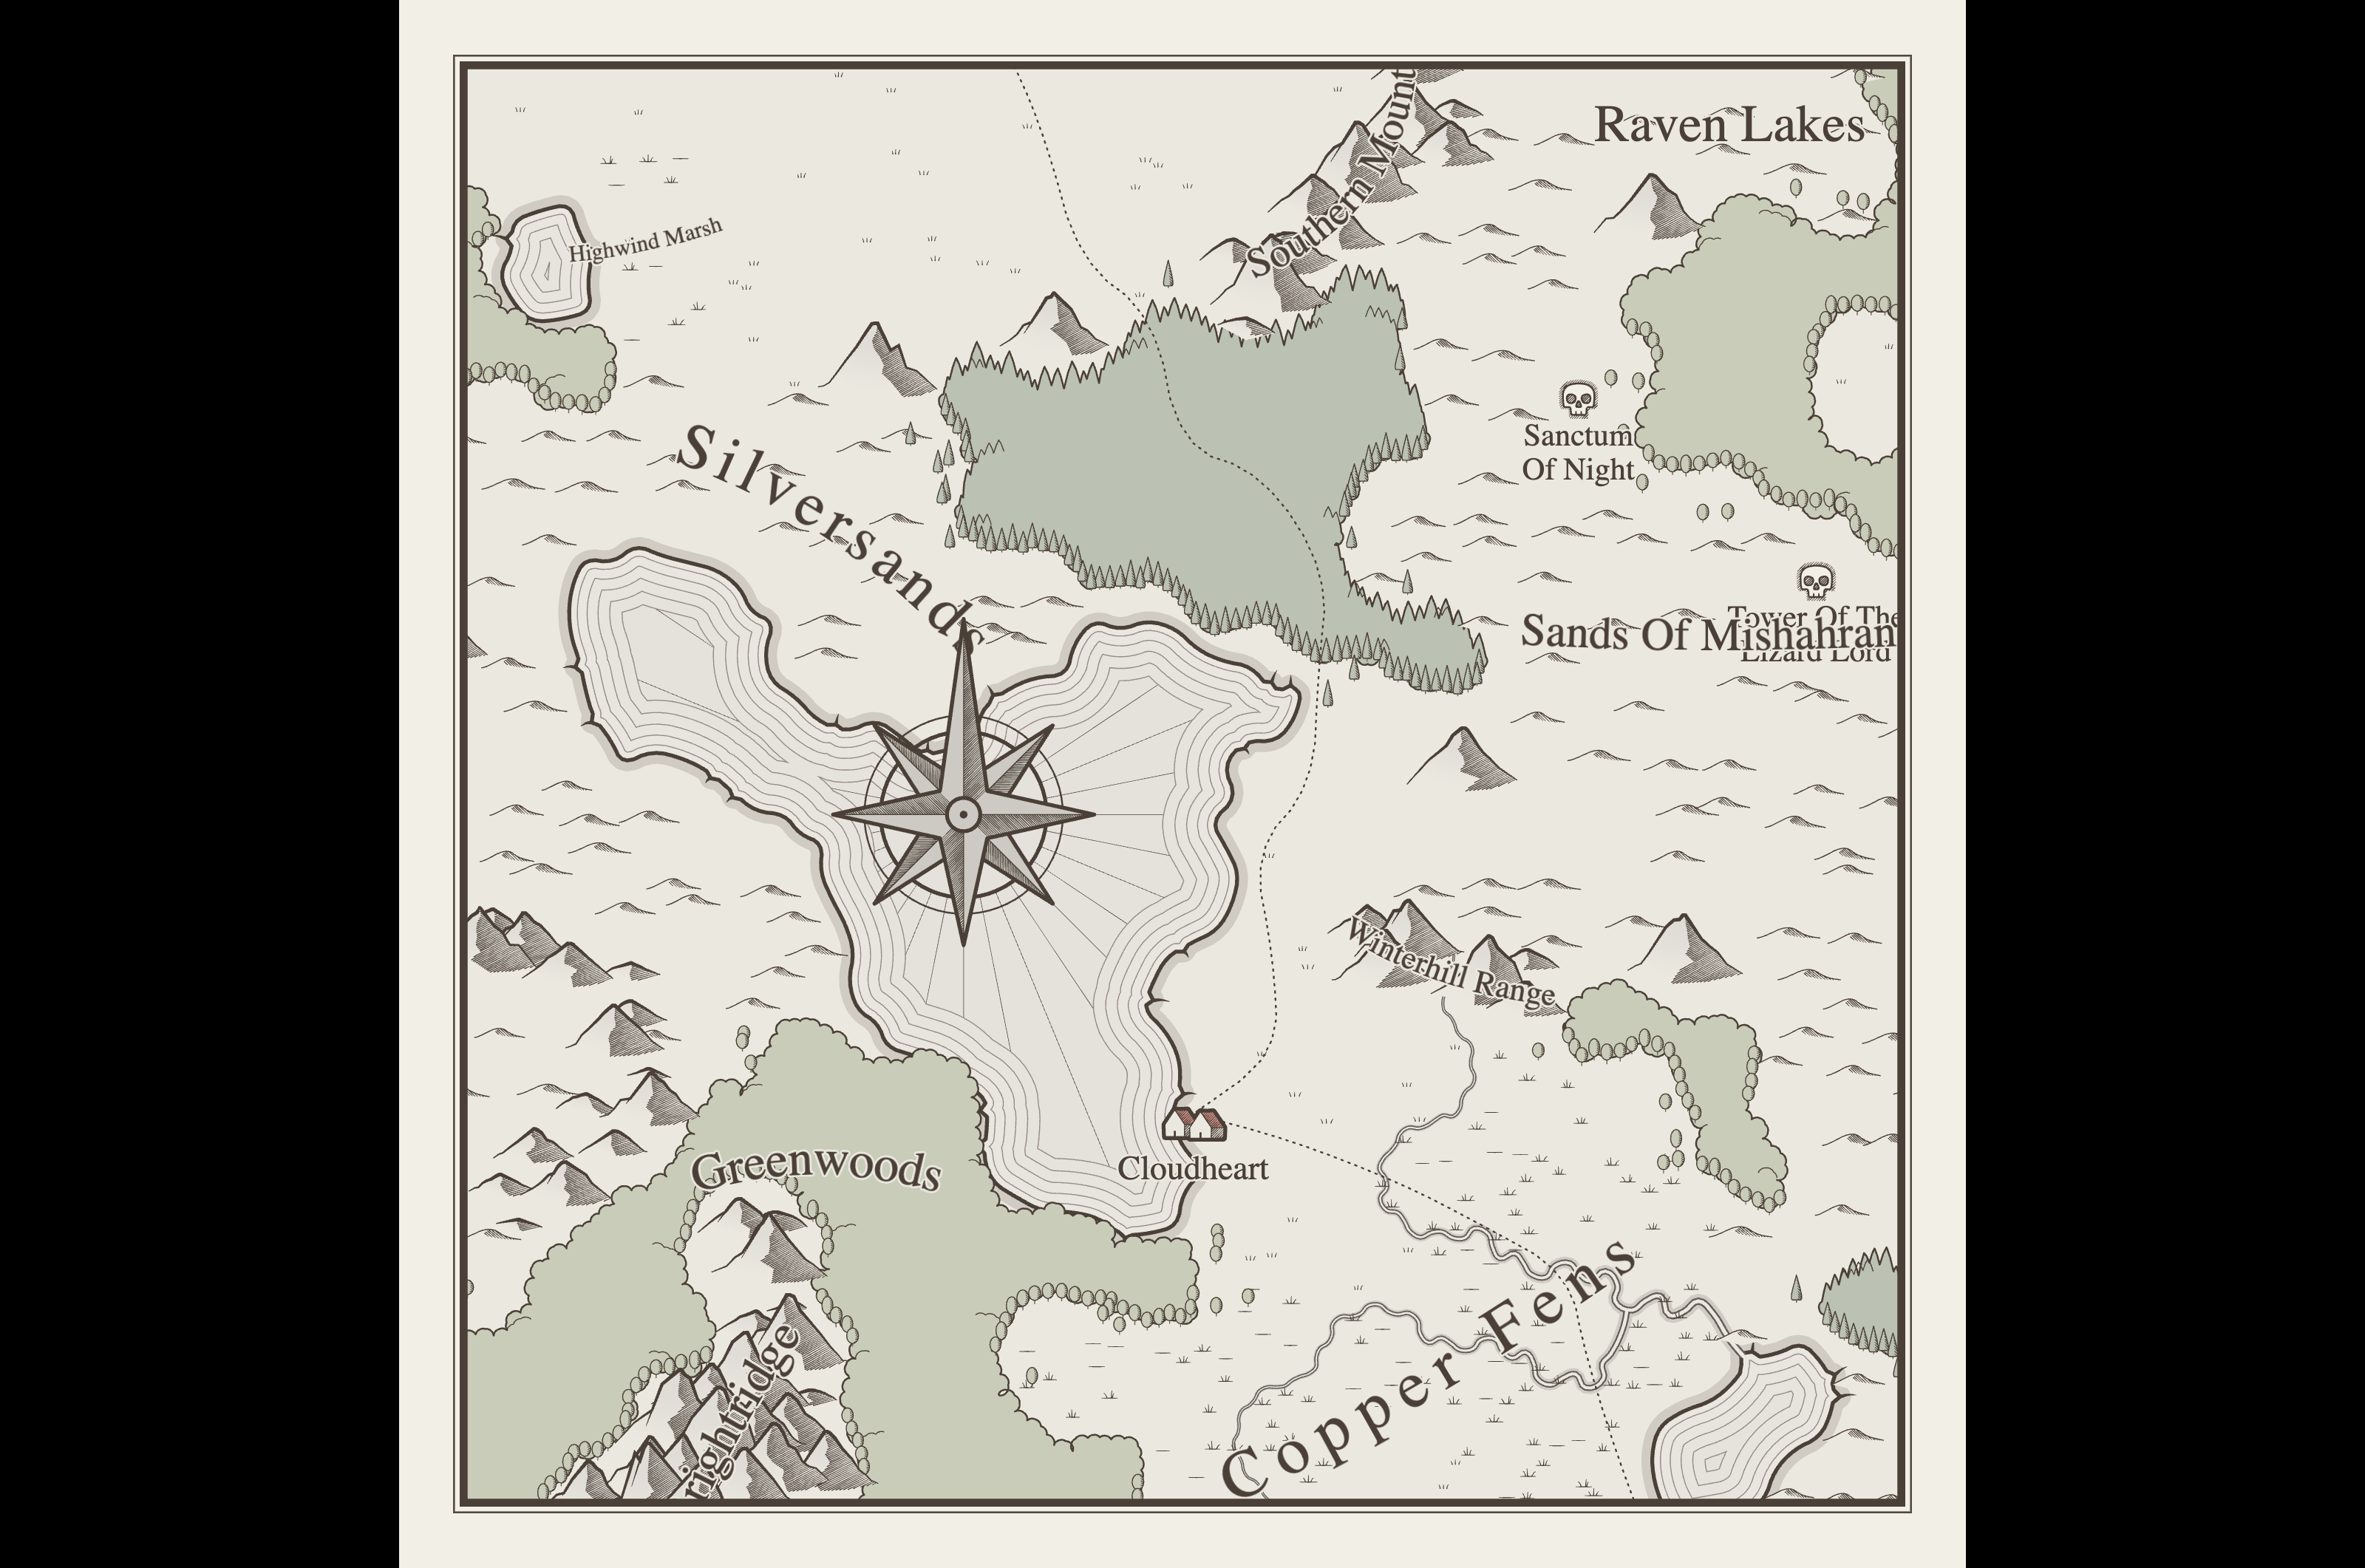 Raven Lakes
Southern Mount
Highwind Marsh
Silversands
Sanctum
Of Night
Tower Of The
Sands Of Mishahran
Lizard Lord
Winterhill Range
Cloudheart
Greenwoods
Copper Fens
rightridge